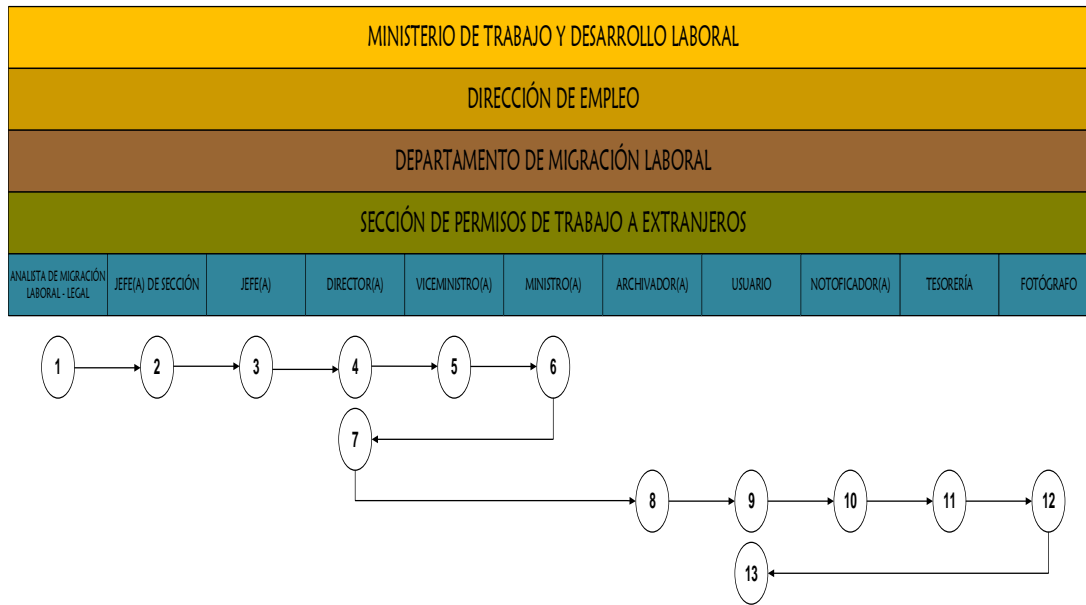 MINISTERIO DE TRABAJO Y DESARROLLO LABORAL
DIRECCIÓN DE EMPLEO
DEPARTAMENTO DE MIGRACIÓN LABORAL
SECCIÓN DE PERMISOS DE TRABAJO A EXTRANJEROS
ANALISTA DE MIGRACIÓN
LABORAL - LEGAL
JEFE(A) DE SECCIÓN
JEFE(A)
DIRECTOR(A)
VICEMINISTRO(A)
MINISTRO(A)
ARCHIVADOR(A)
USUARIO
NOTOFICADOR(A)
TESORERÍA
FOTÓGRAFO
1
2
3
4
5
6
7
8
9
10
11
12
13